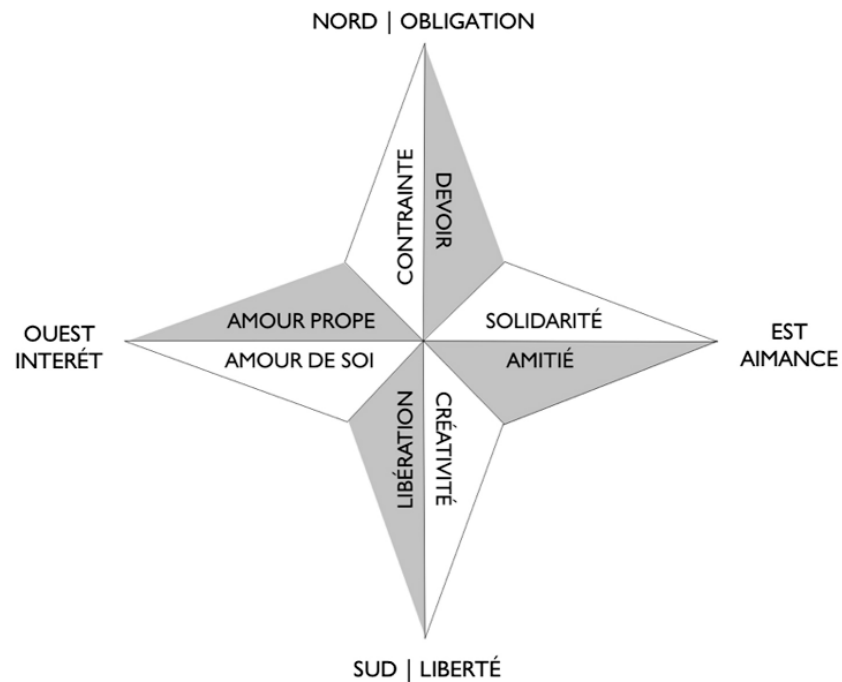 NORD | OBLIGATION
CONTRAINTE
DEVOIR
AMOUR PROPE
SOLIDARITÉ
OUEST
INTERÉT
EST
AIMANCE
AMOUR DE SOI
AMITIÉ
LIBÉRATION
CRÉATIVITÉ
SUD | LIBERTÉ